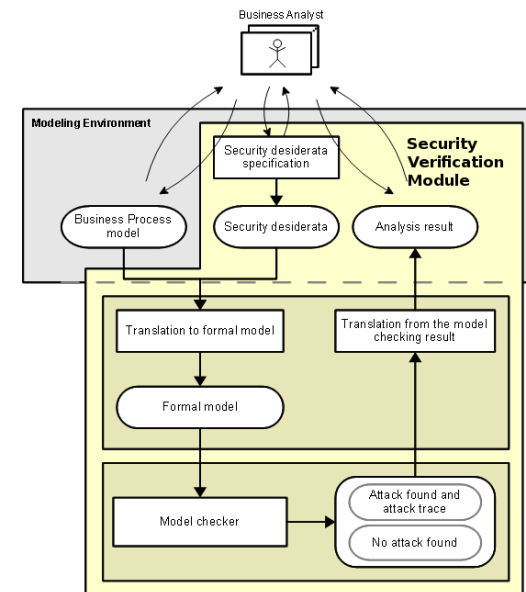 Business Analyst
Modeling Environment
Security
Verification
Module
Security desiderata
specification
Business Process
model
Security desiderata
Analysis result
Translation to formal model
Translation from the model
checking result
Formal model
Model checker
Attack found and
attack trace
No attack found